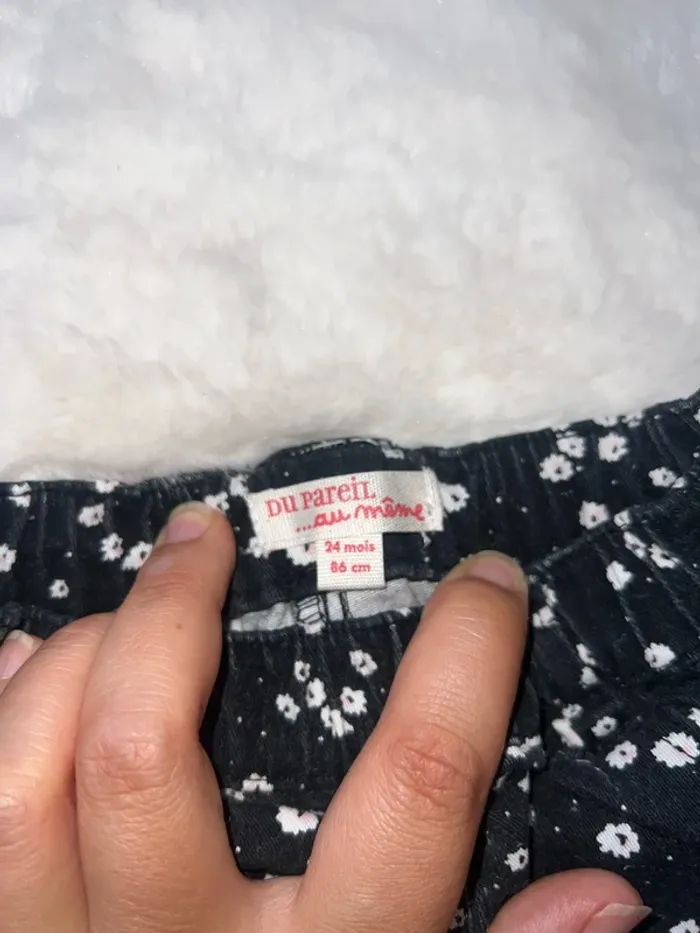 DU PAREIL
...au même
24 mois
86 cm